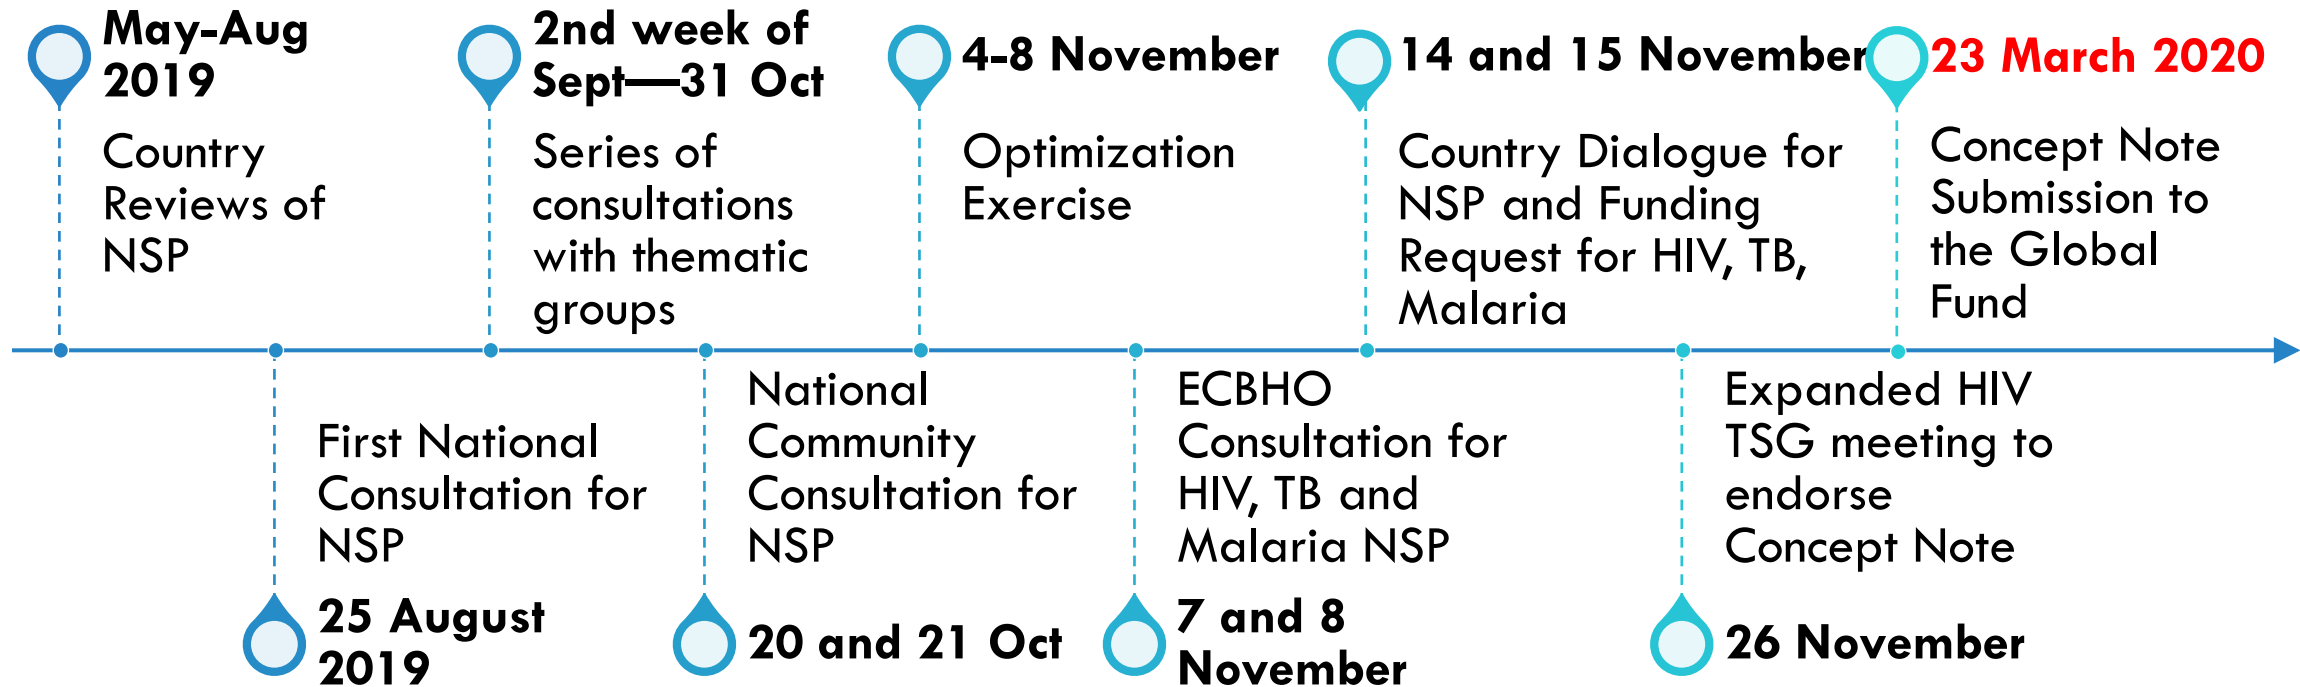 May-Aug
2019
Country
Reviews of
NSP
25 August
2019
First National
Consultation for
NSP
2nd week of
Sept—31 Oct
Series of
consultations
with thematic
groups
20 and 21 Oct
National
Community
Consultation for
NSP
4-8 November
Optimization
Exercise
7 and 8
November
ECBHO
Consultation for
HIV, TB and
Malaria NSP
14 and 15 November
Country Dialogue for
NSP and Funding
Request for HIV, TB,
Malaria
26 November
Expanded HIV
TSG meeting to
endorse
Concept Note
23 March 2020
Concept Note
Submission to
the Global
Fund